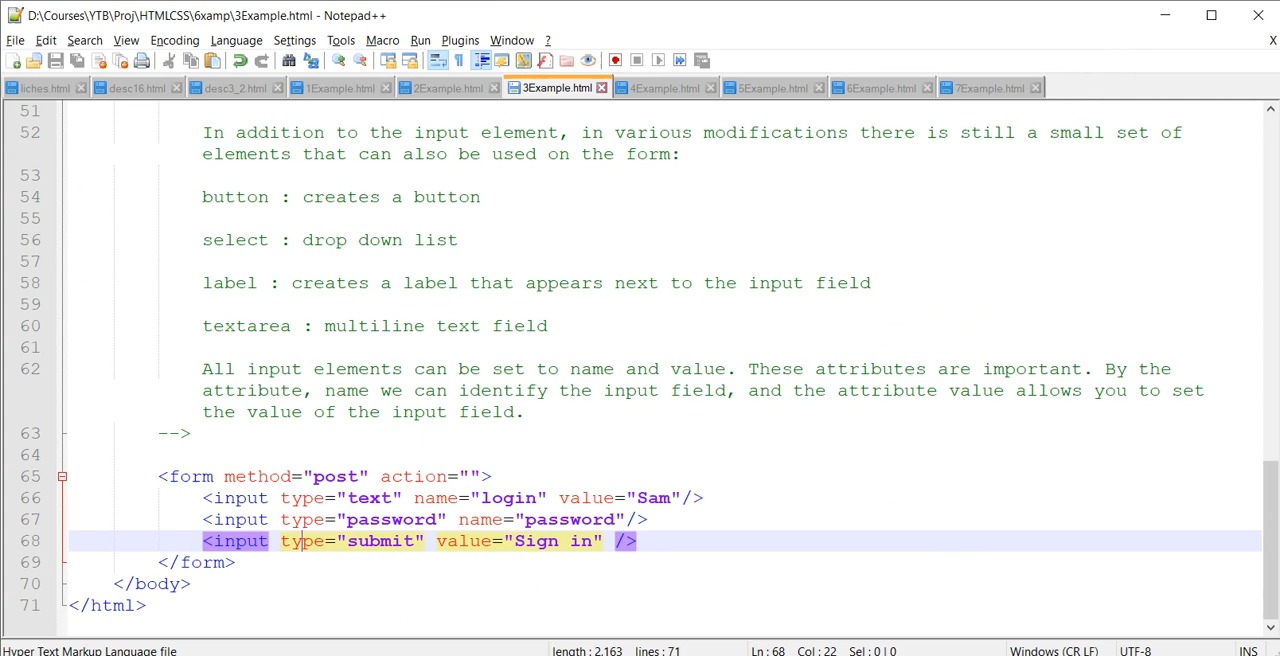 D:\Courses\YTB\Proj\HTMLCSS\6xamp\3Example.html - Notepad++
File Edit Search View Encoding Language Settings Tools Macro Run Plugins Window ? X
liches.html desc16.html desc3_2.html 1Example.html 2Example.html 3Example.html 4Example.html 5Example.html 6Example.html 7Example.html
51
52 In addition to the input element, in various modifications there is still a small set of
elements that can also be used on the form:
53
54 button : creates a button
55
56 select : drop down list
57
58 label : creates a label that appears next to the input field
59
60 textarea : multiline text field
61
62 All input elements can be set to name and value. These attributes are important. By the
attribute, name we can identify the input field, and the attribute value allows you to set
the value of the input field.
63 -->
64
65 <form method="post" action="">
66 <input type="text" name="login" value="Sam"/>
67 <input type="password" name="password"/>
68 <input type="submit" value="Sign in" />
69 </form>
70 </body>
71 </html>
Hyper Text Markup Language file length : 2,163 lines : 71 Ln : 68 Col : 22 Sel : 0 | 0 Windows (CR LF) UTF-8 INS